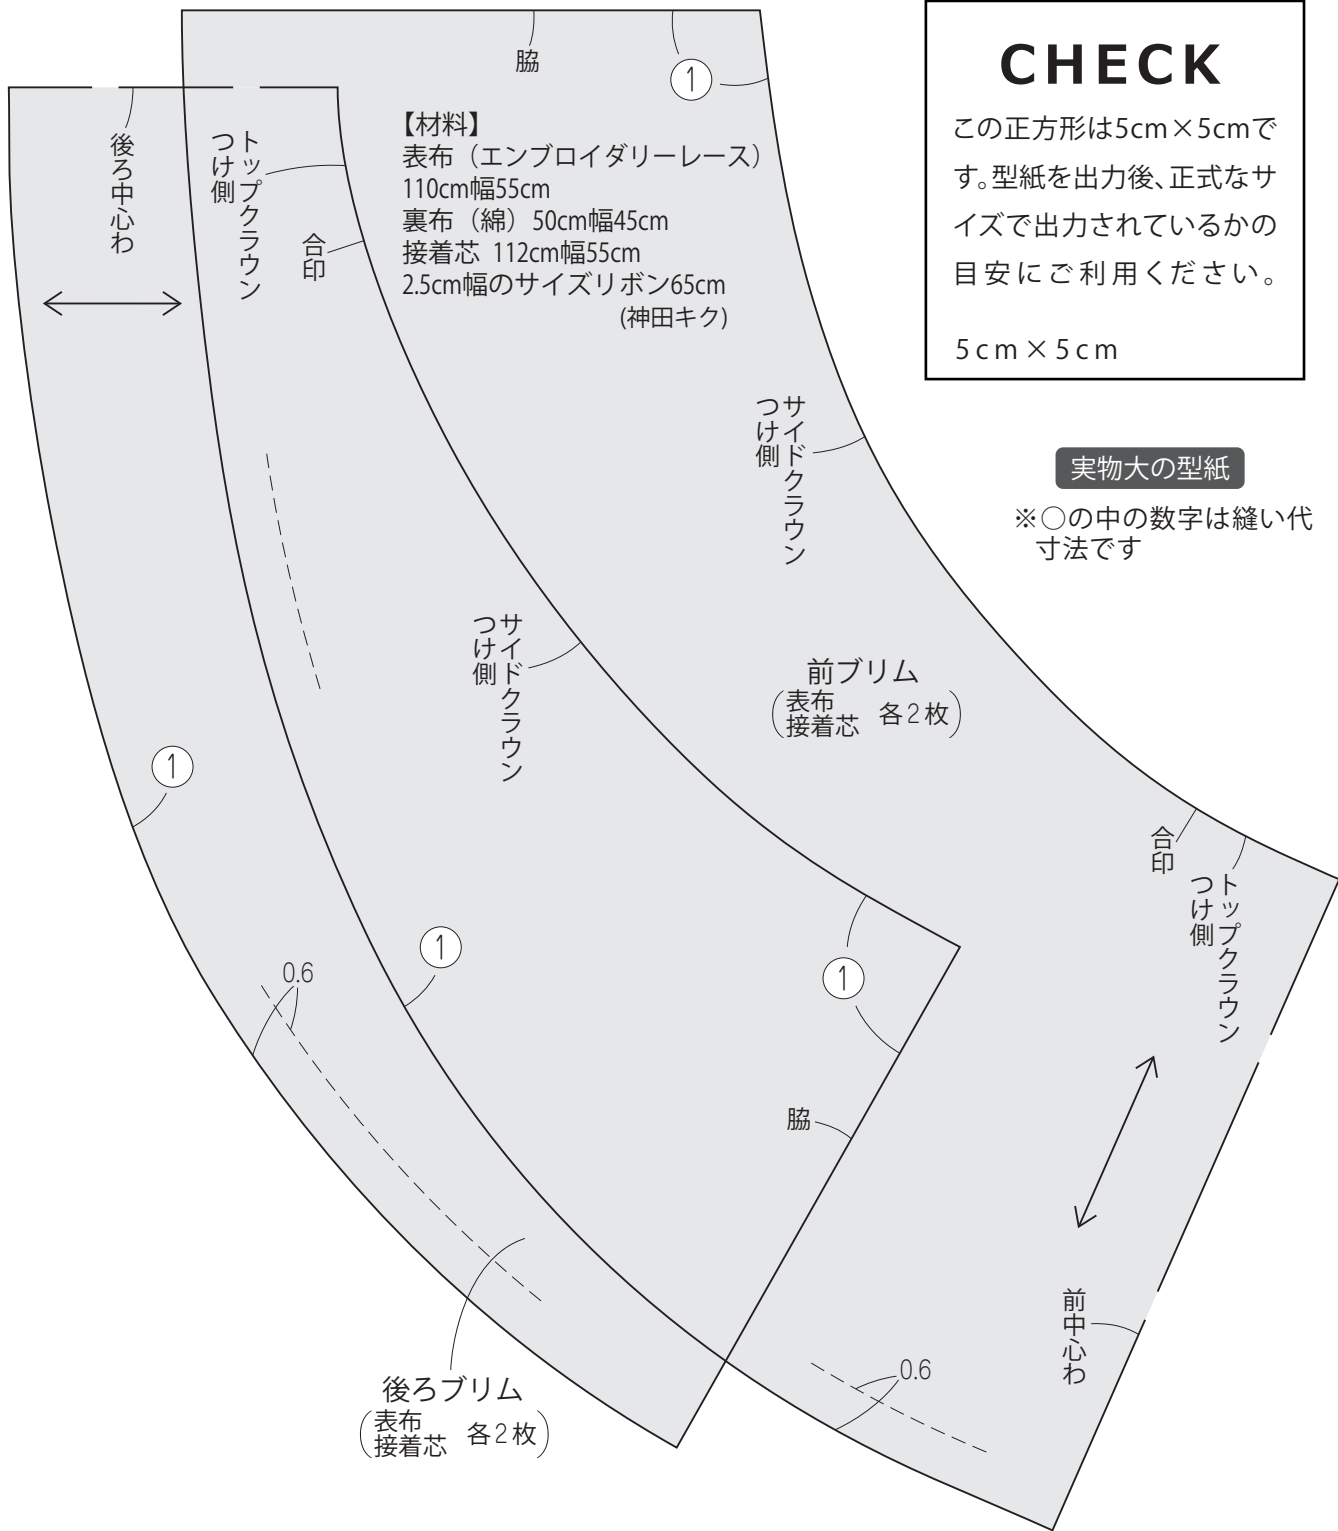 脇
1
CHECK
この正方形は5cm×5cmで
す。型紙を出力後、正式なサ
イズで出力されているかの
目安にご利用ください。
5cm×5cm
後ろ中心わ
トップクラウン
つけ側
合印
【材料】
表布（エンブロイダリーレース）
110cm幅55cm
裏布（綿）50cm幅45cm
接着芯 112cm幅55cm
2.5cm幅のサイズリボン65cm
(神田キク)
サイドクラウン
つけ側
実物大の型紙
※○の中の数字は縫い代
寸法です
サイドクラウン
つけ側
前ブリム
(表布
接着芯 各2枚)
1
合印
トップクラウン
つけ側
1
0.6
1
脇
前中心わ
0.6
後ろブリム
(表布
接着芯 各2枚)